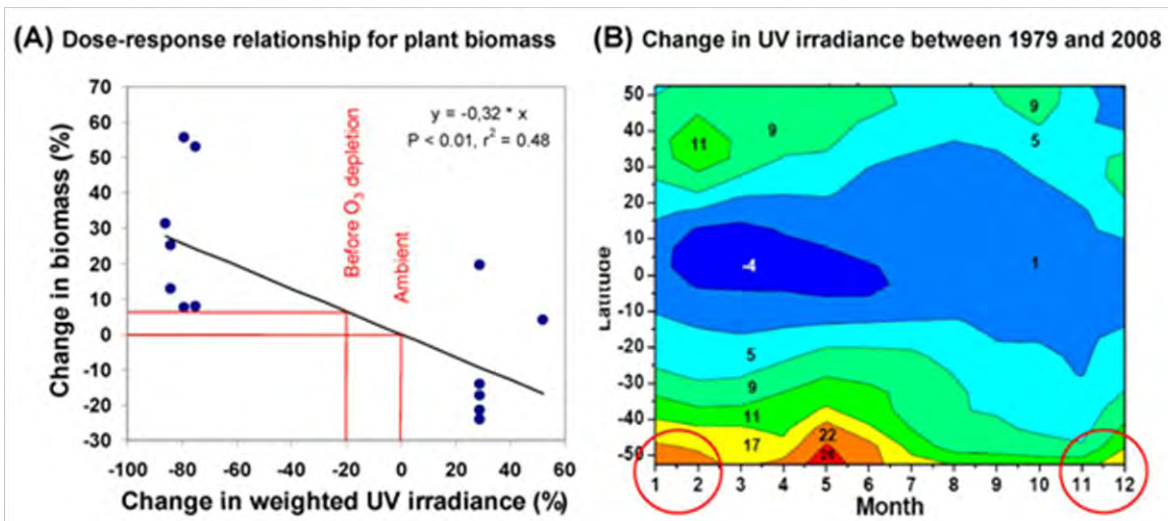 (A) Dose-response relationship for plant biomass
70
60
50
40
30
20
10
0
-10
-20
-30
Change in biomass (%)
y = -0,32 * x
P < 0.01, r² = 0.48
Before O₃ depletion
Ambient
-100 -80 -60 -40 -20 0 20 40 60
Change in weighted UV irradiance (%)
(B) Change in UV irradiance between 1979 and 2008
50
40
30
20
10
0
-10
-20
-30
-40
-50
Latitude
11
9
9
5
-4
1
5
9
11
17
22
1 2 3 4 5 6 7 8 9 10 11 12
Month